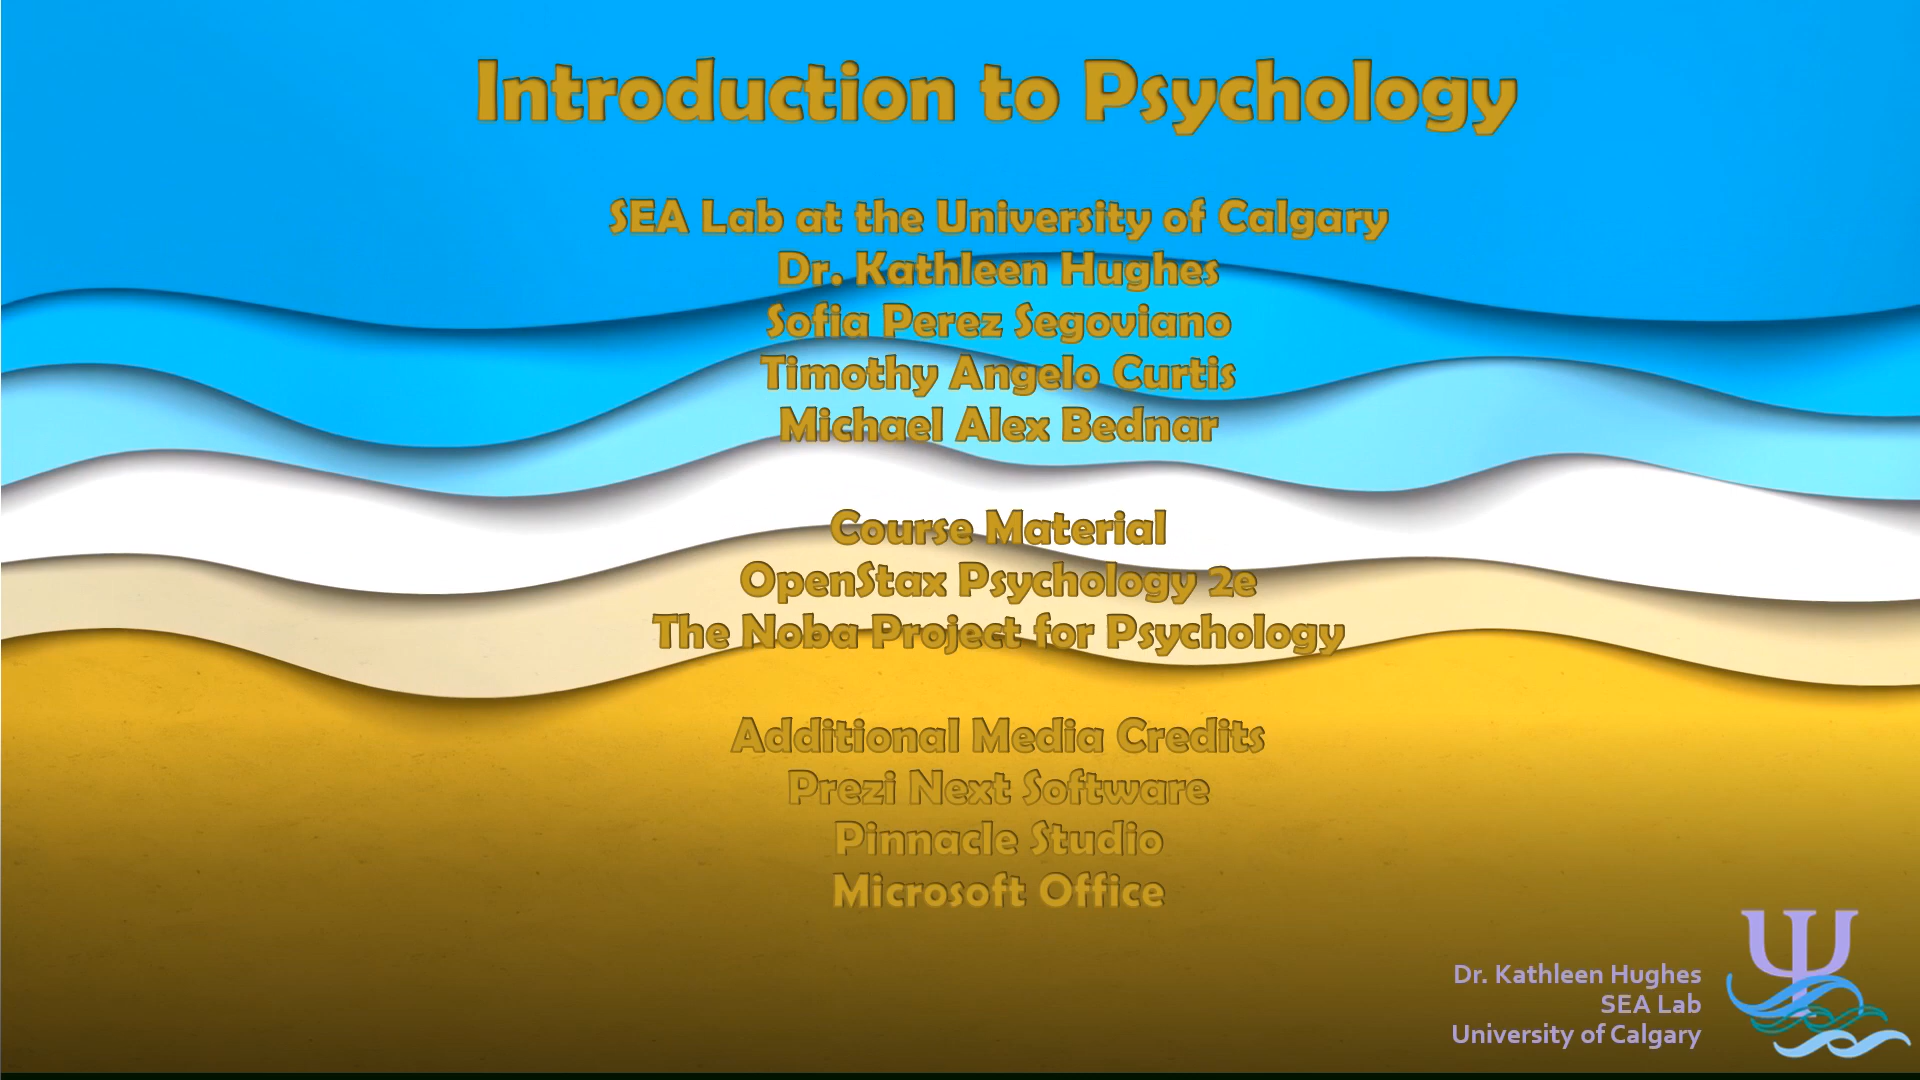 Introduction to Psychology
SEA Lab at the University of Calgary
Dr. Kathleen Hughes
Sofia Perez Segoviano
Timothy Angelo Curtis
Michael Alex Bednar
Course Material
OpenStax Psychology 2e
The Noba Project for Psychology
Additional Media Credits
Prezi Next Software
Pinnacle Studio
Microsoft Office
Dr. Kathleen Hughes
SEA Lab
University of Calgary
Ψ